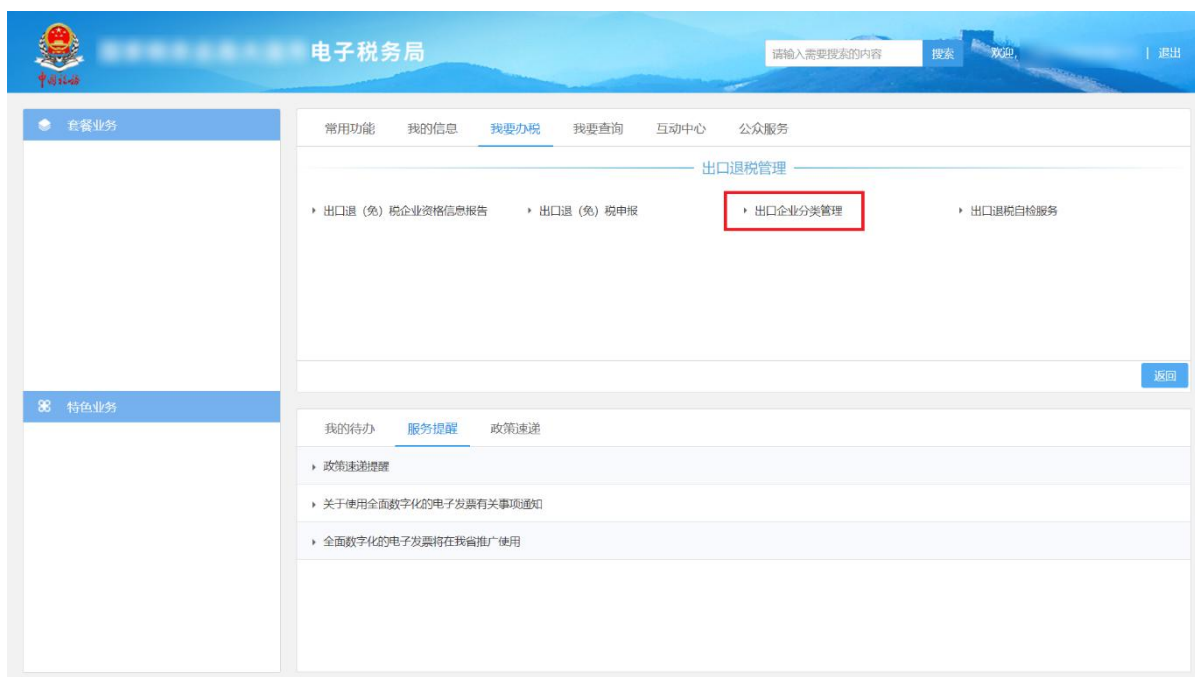 中国税务
电子税务局
请输入需要搜索的内容 搜索 欢迎, | 退出
套餐业务
常用功能 我的信息 我要办税 我要查询 互动中心 公众服务
出口退税管理
出口退（免）税企业资格信息报告 出口退（免）税申报 出口企业分类管理 出口退税自检服务
返回
特色业务
我的待办 服务提醒 政策速递
政策速递提醒
关于使用全面数字化的电子发票有关事项通知
全面数字化的电子发票将在我省推广使用